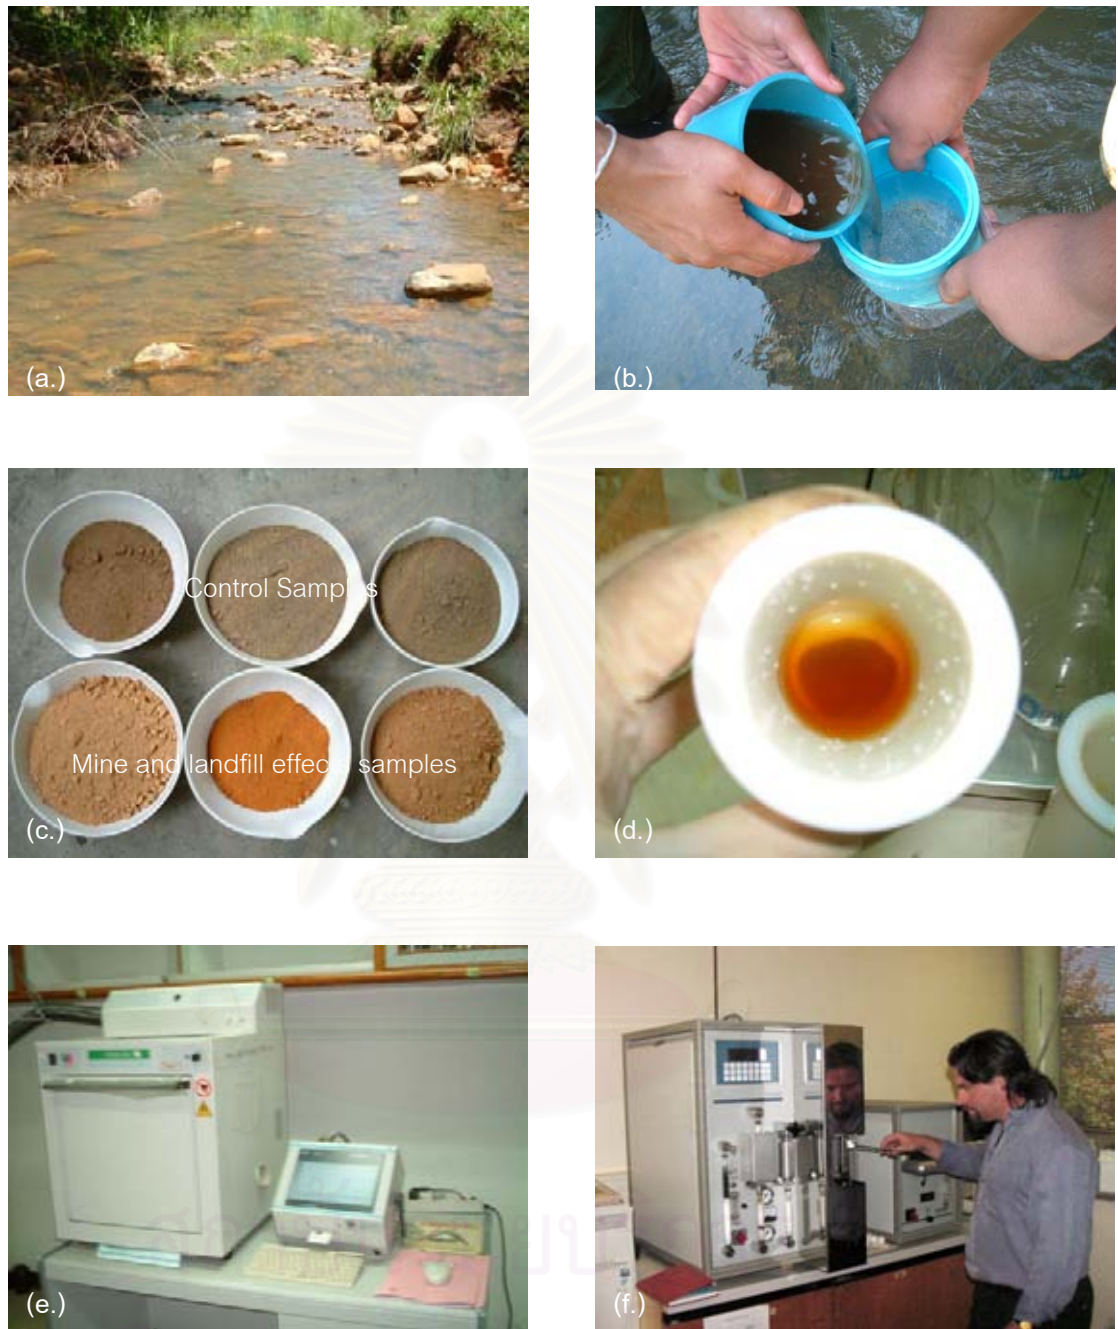 (a.)
(b.)
Control Samples
Mine and landfill effects samples
(c.)
(d.)
(e.)
(f.)